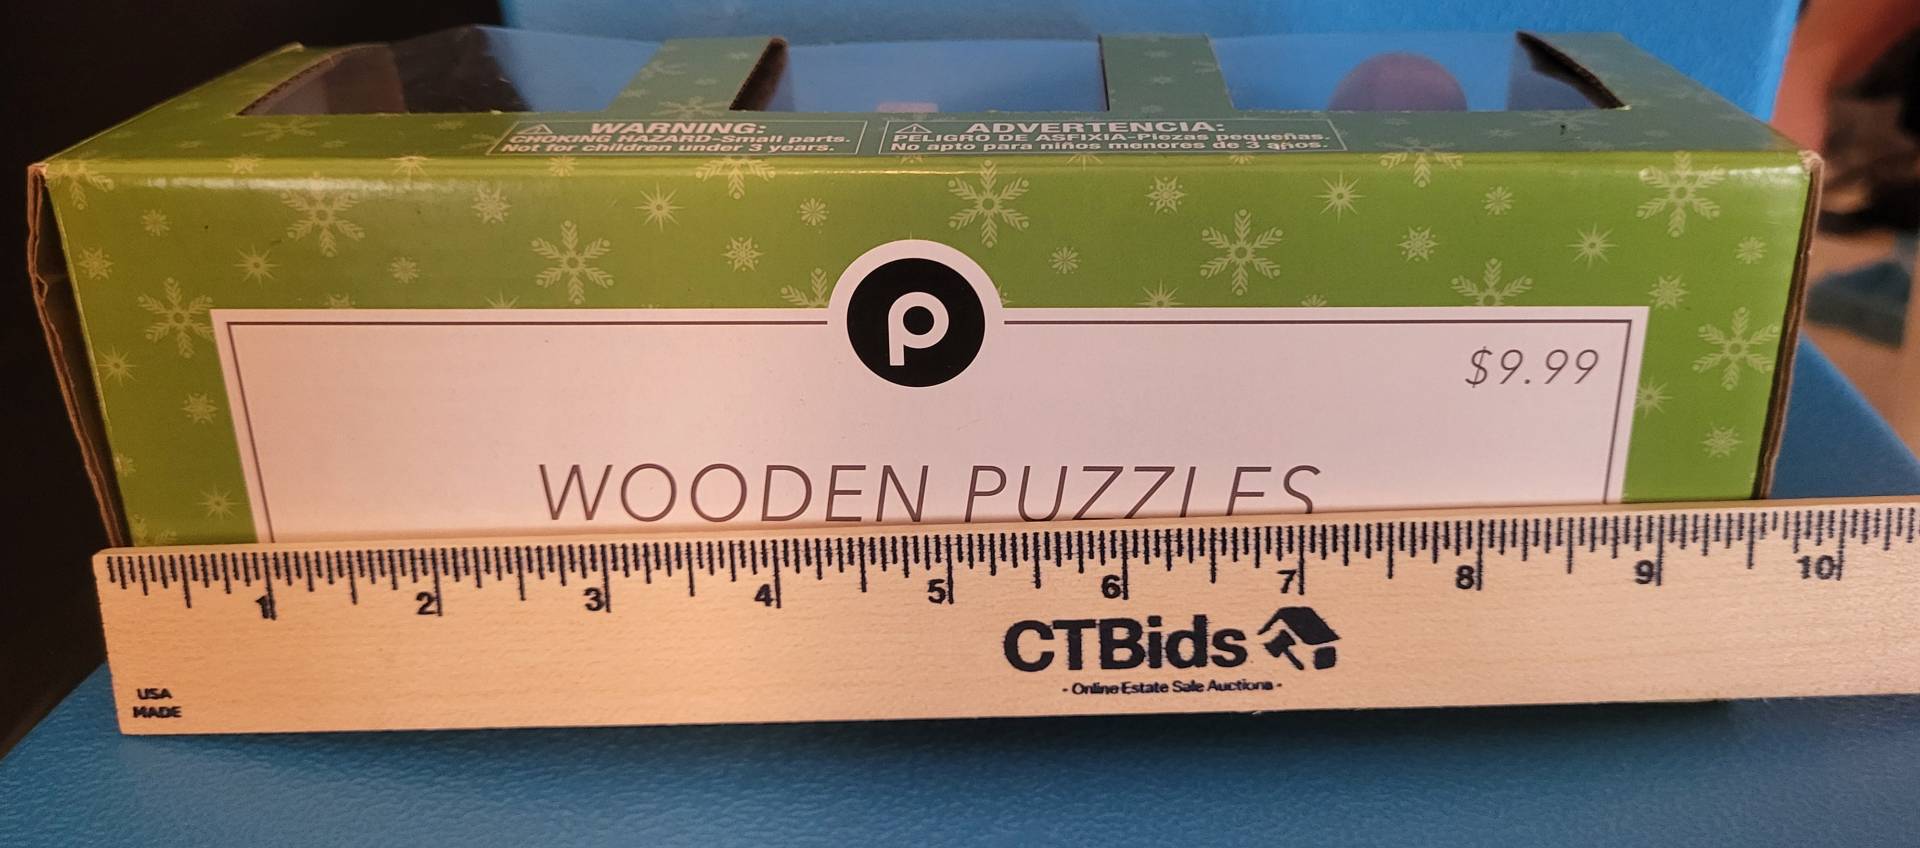 WARNING:
CHOKING HAZARD-Small parts.
Not for children under 3 years.
ADVERTENCIA:
PELIGRO DE ASFIXIA-Piezas pequeñas.
No apto para niños menores de 3 años.
p
$9.99
WOODEN PUZZLES
1 2 3 4 5 6 7 8 9 10
CTBids
- Online Estate Sale Auctions -
USA
MADE